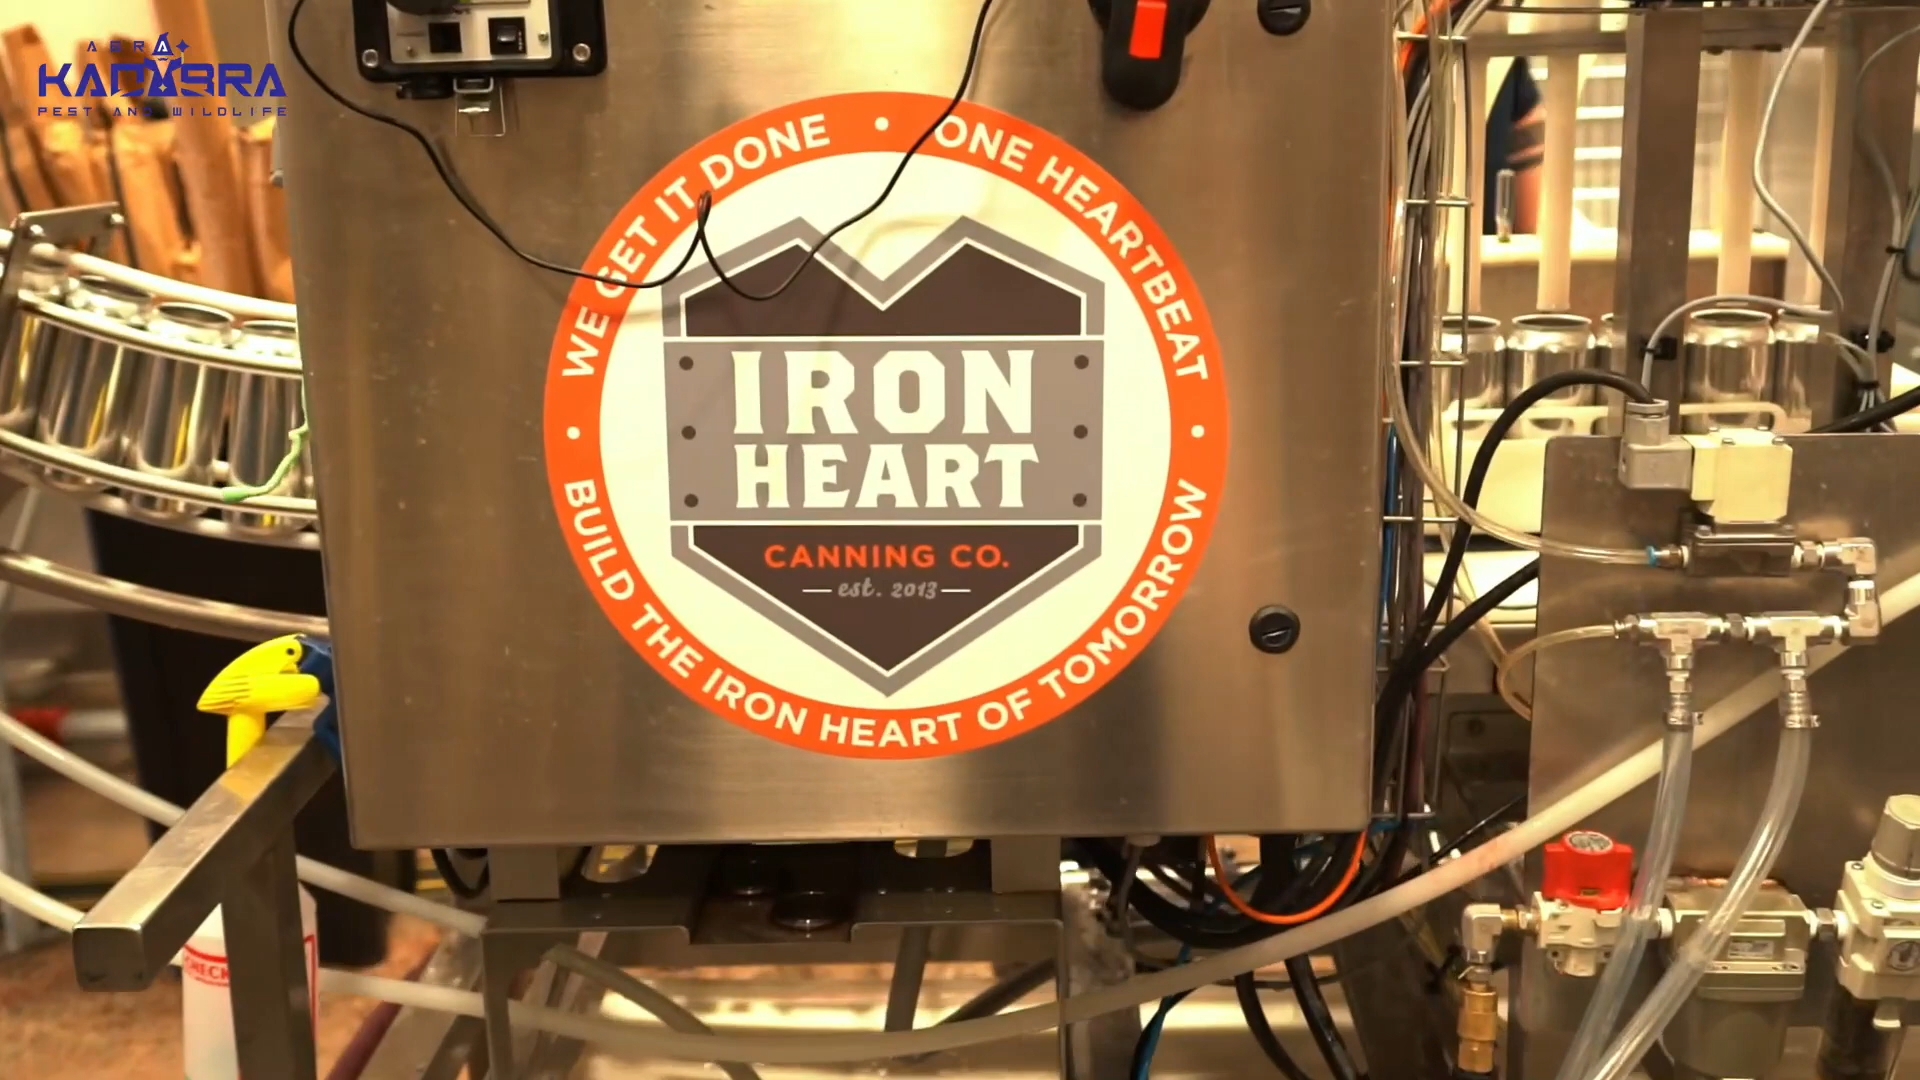 AERA
KADABRA
PEST AND WILDLIFE
WE GET IT DONE • ONE HEARTBEAT
IRON
HEART
CANNING CO.
est. 2013
BUILD THE IRON HEART OF TOMORROW
CHECK